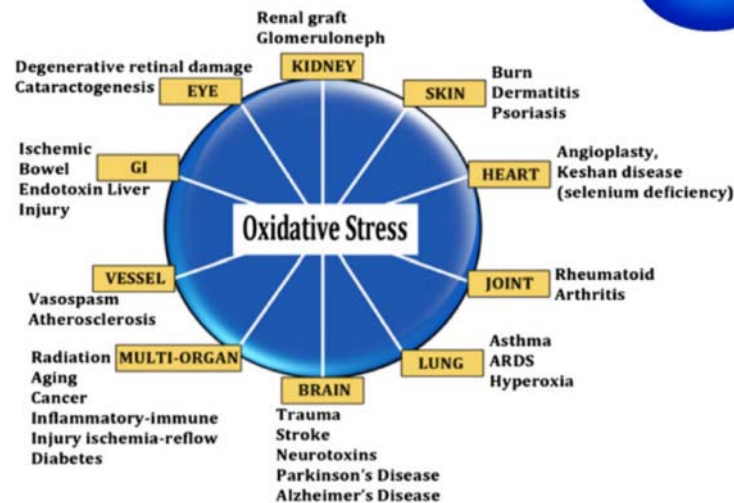 Renal graft
Glomeruloneph
KIDNEY
Degenerative retinal damage
Cataractogenesis
EYE
Burn
Dermatitis
Psoriasis
SKIN
Ischemic
Bowel
Endotoxin Liver
Injury
GI
Angioplasty,
Keshan disease
(selenium deficiency)
HEART
Oxidative Stress
VESSEL
Vasospasm
Atherosclerosis
JOINT
Rheumatoid
Arthritis
MULTI-ORGAN
Radiation
Aging
Cancer
Inflammatory-immune
Injury ischemia-reflow
Diabetes
LUNG
Asthma
ARDS
Hyperoxia
BRAIN
Trauma
Stroke
Neurotoxins
Parkinson's Disease
Alzheimer's Disease